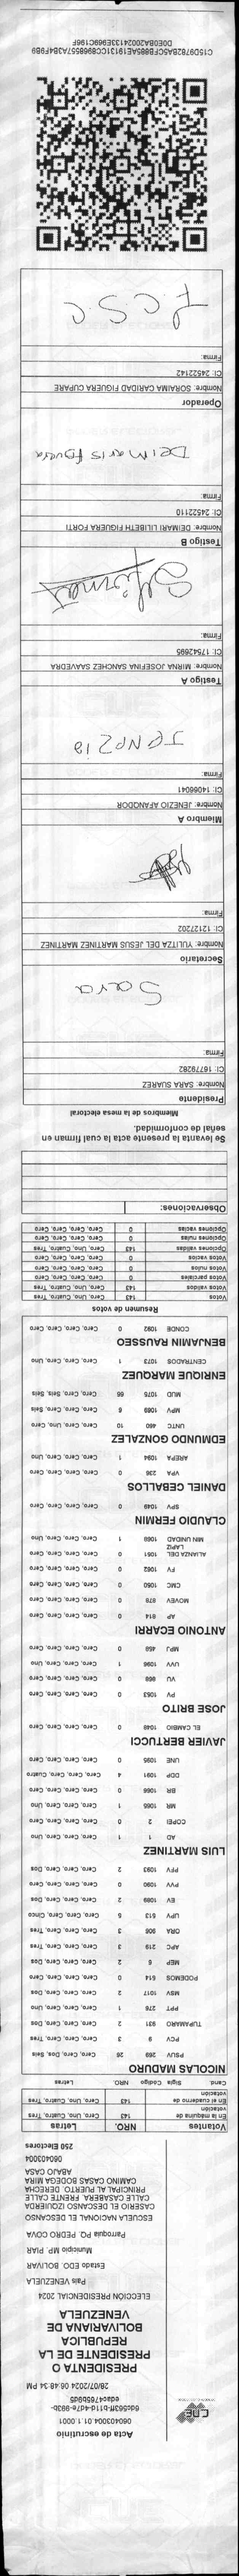 CNE
Acta de escrutinio
060403004.01.1.0001
28/07/2024 06:48:34 PM
PRESIDENTA O
PRESIDENTE DE LA
REPUBLICA
BOLIVARIANA DE
VENEZUELA
ELECCIÓN PRESIDENCIAL 2024
País VENEZUELA
Estado EDO. BOLIVAR
Municipio MP. PIAR
Parroquia PQ. PEDRO COVA
ESCUELA NACIONAL EL DESCANSO
CASERIO EL DESCANSO IZQUIERDA
CALLE CASABERA. FRENTE CALLE
PRINCIPAL AL PUERTO. DERECHA
CAMINO CASAS BODEGA MIRA
ABAJO CASA
060403004
250 Electores
Votantes NRO. Letras
En la máquina de votación 143 Cero, Uno, Cuatro, Tres
En el cuaderno de votación 143 Cero, Uno, Cuatro, Tres
Cand. Sigla Código NRO. Letras
NICOLAS MADURO
PSUV 269 26 Cero, Cero, Dos, Seis
PCV 9 3 Cero, Cero, Cero, Tres
TUPAMARO 931 2 Cero, Cero, Cero, Dos
PPT 276 1 Cero, Cero, Cero, Uno
MSV 1017 2 Cero, Cero, Cero, Dos
PODEMOS 514 0 Cero, Cero, Cero, Cero
MEP 6 2 Cero, Cero, Cero, Dos
APC 219 3 Cero, Cero, Cero, Tres
ORA 906 3 Cero, Cero, Cero, Tres
UPV 513 5 Cero, Cero, Cero, Cinco
EV 1089 2 Cero, Cero, Cero, Dos
PVV 1090 0 Cero, Cero, Cero, Cero
PFV 1093 2 Cero, Cero, Cero, Dos
LUIS MARTINEZ
AD 1 1 Cero, Cero, Cero, Uno
COPEI 2 0 Cero, Cero, Cero, Cero
MR 1065 1 Cero, Cero, Cero, Uno
BR 1066 0 Cero, Cero, Cero, Cero
DDP 1091 4 Cero, Cero, Cero, Cuatro
UNE 1095 0 Cero, Cero, Cero, Cero
JAVIER BERTUCCI
EL CAMBIO 1048 0 Cero, Cero, Cero, Cero
JOSE BRITO
PV 1053 0 Cero, Cero, Cero, Cero
VU 868 0 Cero, Cero, Cero, Cero
UVV 1096 1 Cero, Cero, Cero, Uno
MPJ 458 0 Cero, Cero, Cero, Cero
ANTONIO ECARRI
AP 814 0 Cero, Cero, Cero, Cero
MOVEV 878 0 Cero, Cero, Cero, Cero
CMC 1050 0 Cero, Cero, Cero, Cero
FV 1062 0 Cero, Cero, Cero, Cero
ALIANZA DEL LAPIZ 1051 0 Cero, Cero, Cero, Cero
MIN UNIDAD 1068 1 Cero, Cero, Cero, Uno
CLAUDIO FERMIN
SPV 1049 0 Cero, Cero, Cero, Cero
DANIEL CEBALLOS
VPA 236 0 Cero, Cero, Cero, Cero
AREPA 1094 1 Cero, Cero, Cero, Uno
EDMUNDO GONZALEZ
UNTC 460 10 Cero, Cero, Uno, Cero
MPV 1069 6 Cero, Cero, Cero, Seis
MUD 1075 66 Cero, Cero, Seis, Seis
ENRIQUE MARQUEZ
CENTRADOS 1073 1 Cero, Cero, Cero, Uno
BENJAMIN RAUSSEO
CONDE 1092 0 Cero, Cero, Cero, Cero
Resumen de votos
Votos 143 Cero, Uno, Cuatro, Tres
Votos validos 143 Cero, Uno, Cuatro, Tres
Votos parciales 0 Cero, Cero, Cero, Cero
Votos nulos 0 Cero, Cero, Cero, Cero
Votos vacios 0 Cero, Cero, Cero, Cero
Opciones validas 143 Cero, Uno, Cuatro, Tres
Opciones nulas 0 Cero, Cero, Cero, Cero
Opciones vacias 0 Cero, Cero, Cero, Cero
Observaciones:
Se levanta la presente acta la cual firman en
señal de conformidad.
Miembros de la mesa electoral
Presidente
Nombre: SARA SUAREZ
CI: 16779282
Firma:
Sara
Secretario
Nombre: YULITZA DEL JESUS MARTINEZ MARTINEZ
CI: 12127202
Firma:
Miembro A
Nombre: JENEZIO AFANODOR
CI: 14066041
Firma:
JENEZIO
Testigo A
Nombre: MIRNA JOSEFINA SANCHEZ SAAVEDRA
CI: 17542695
Firma:
SMirna
Testigo B
Nombre: DEIMARI LILIBETH FIGUERA FORTI
CI: 24522110
Firma:
DeiMaris figuera
Operador
Nombre: SORAIMA CARIDAD FIGUERA CUPARE
CI: 24522142
Firma:
F.C S.C